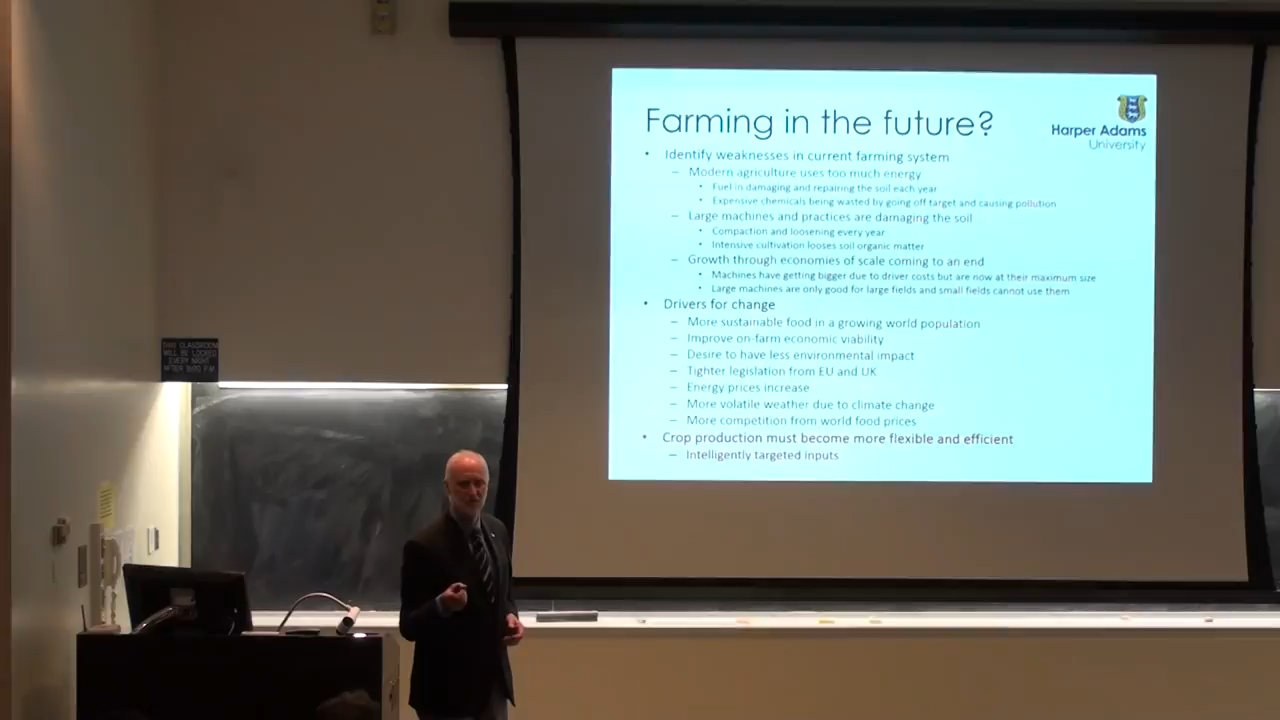 Farming in the future?
Harper Adams
University
• Identify weaknesses in current farming system
– Modern agriculture uses too much energy
• Fuel in damaging and repairing the soil each year
• Expensive chemicals being wasted by going off target and causing pollution
– Large machines and practices are damaging the soil
• Compaction and loosening every year
• Intensive cultivation looses soil organic matter
– Growth through economies of scale coming to an end
• Machines have getting bigger due to driver costs but are now at their maximum size
• Large machines are only good for large fields and small fields cannot use them
• Drivers for change
– More sustainable food in a growing world population
– Improve on-farm economic viability
– Desire to have less environmental impact
– Tighter legislation from EU and UK
– Energy prices increase
– More volatile weather due to climate change
– More competition from world food prices
• Crop production must become more flexible and efficient
– Intelligently targeted inputs
THIS CLASSROOM
WILL BE LOCKED
EVERY NIGHT
AFTER